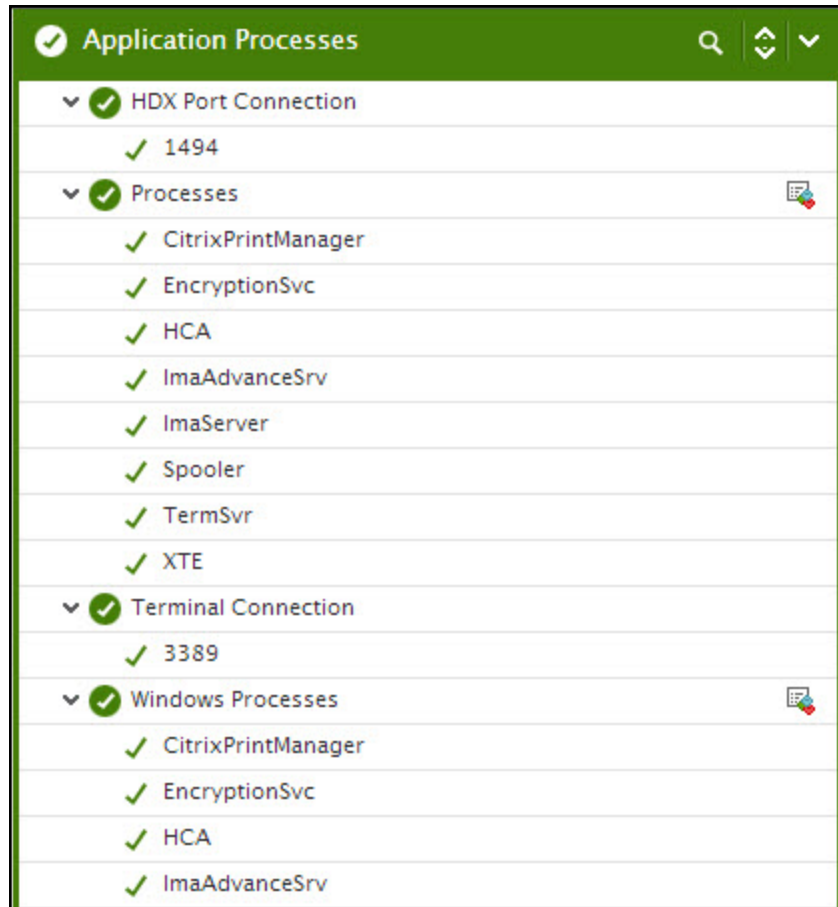 Application Processes
HDX Port Connection
1494
Processes
CitrixPrintManager
EncryptionSvc
HCA
ImaAdvanceSrv
ImaServer
Spooler
TermSvr
XTE
Terminal Connection
3389
Windows Processes
CitrixPrintManager
EncryptionSvc
HCA
ImaAdvanceSrv